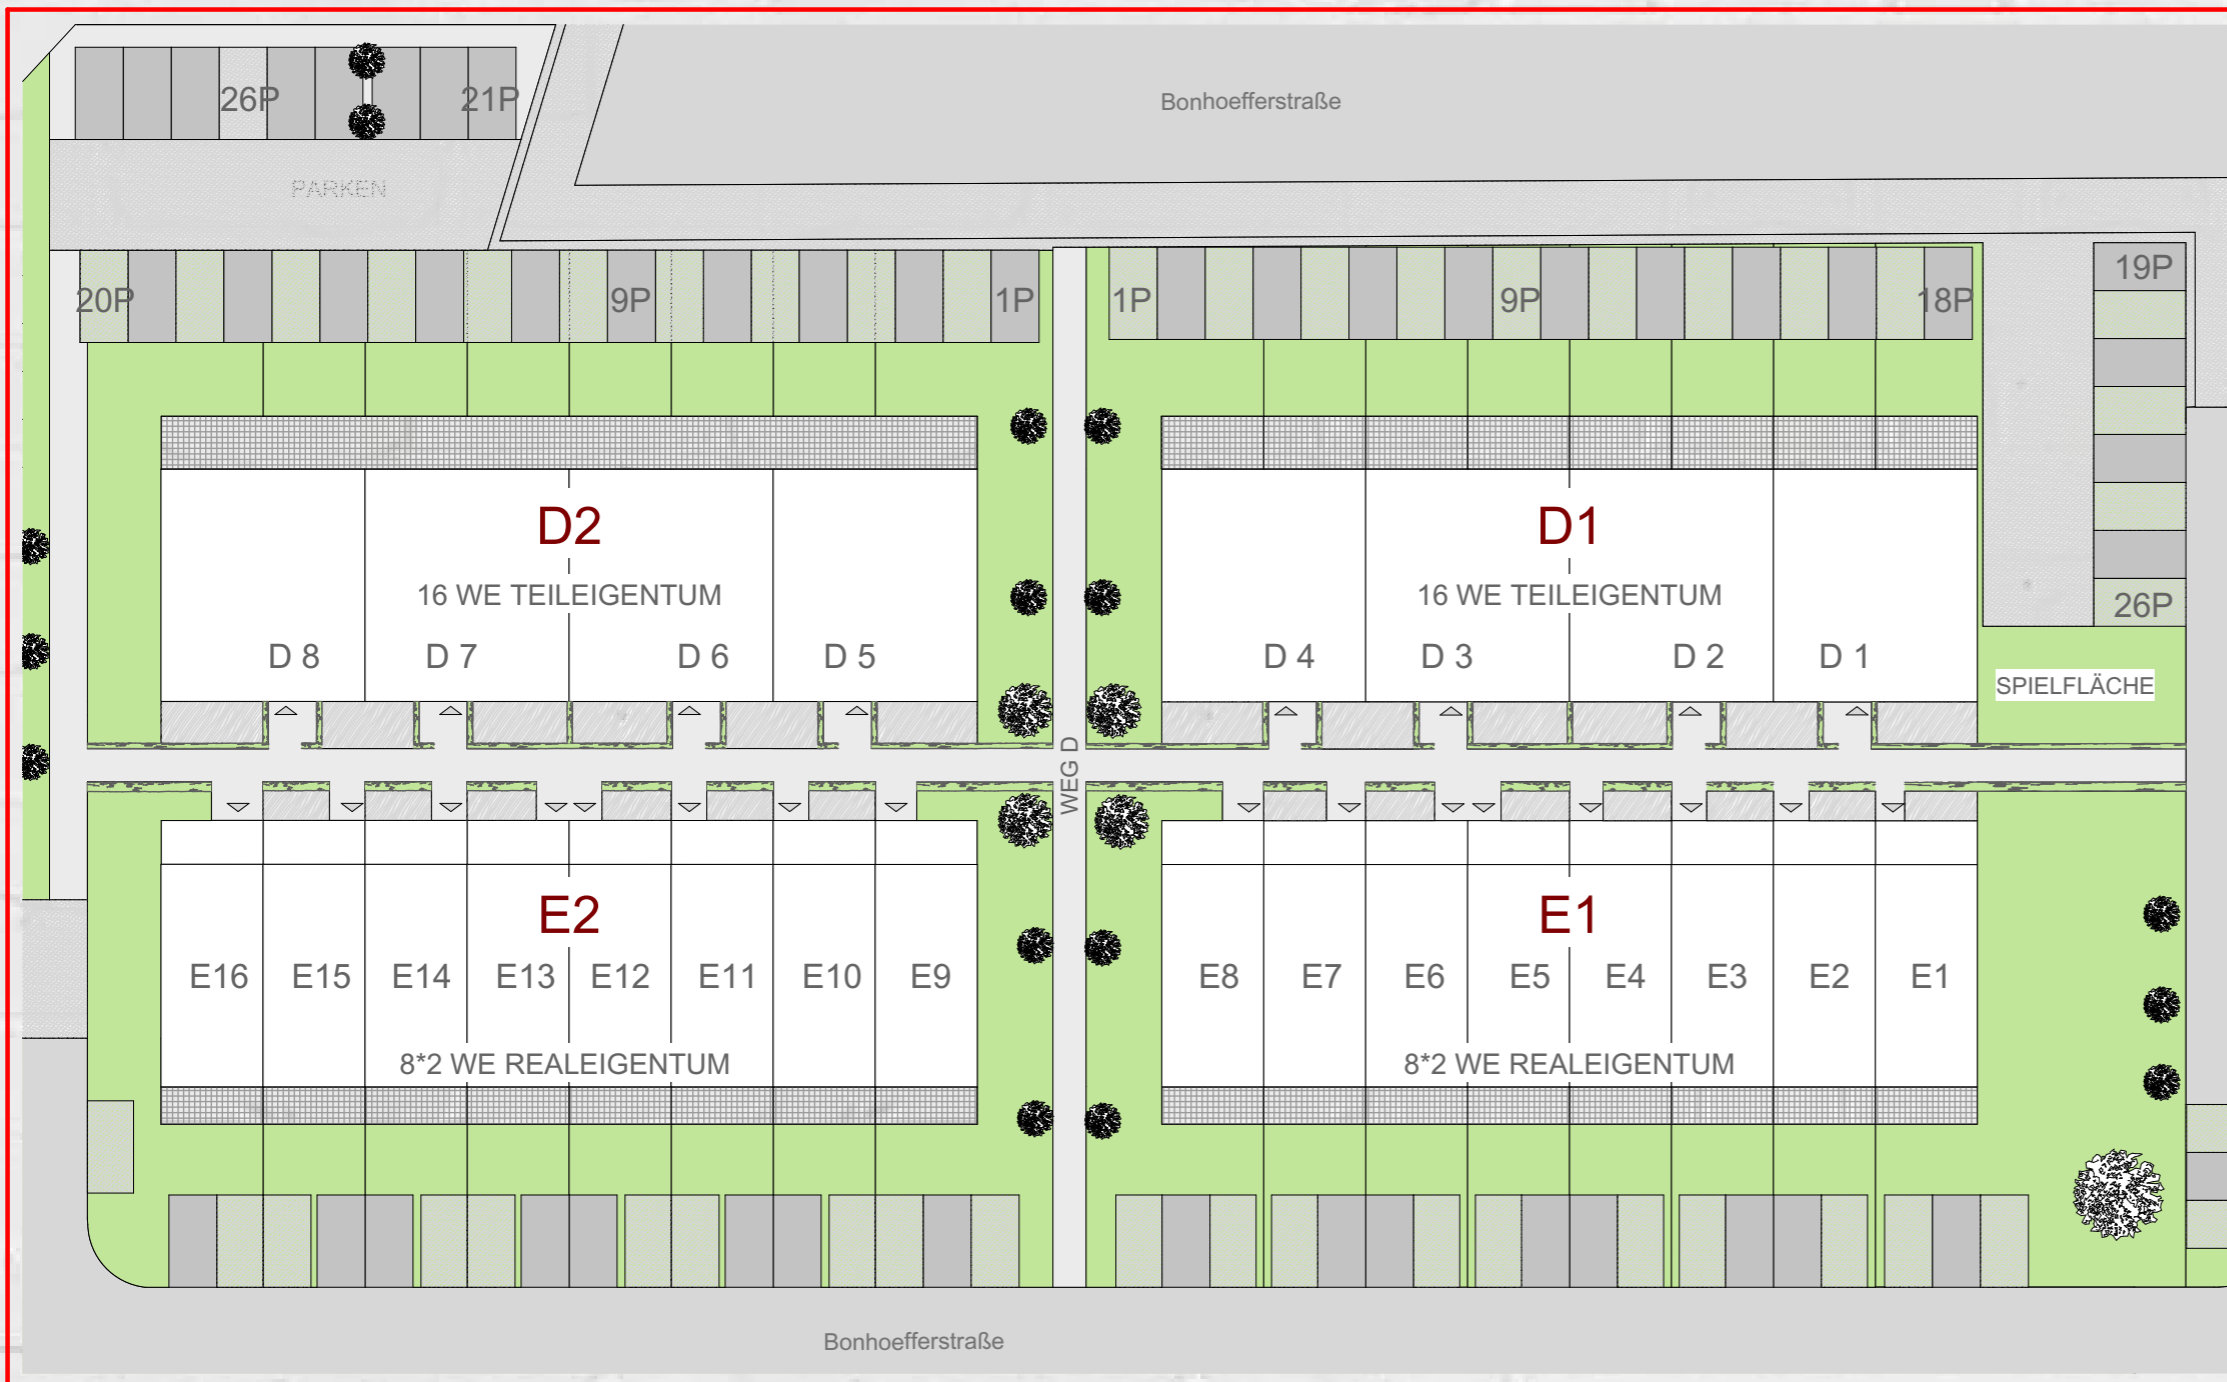 26P 21P
Bonhoefferstraße
PARKEN
20P 9P 1P 1P 9P 18P 19P
D2 D1
16 WE TEILEIGENTUM 16 WE TEILEIGENTUM 26P
D 8 D 7 D 6 D 5 D 4 D 3 D 2 D 1
SPIELFLÄCHE
WEG D
E2 E1
E16 E15 E14 E13 E12 E11 E10 E9 E8 E7 E6 E5 E4 E3 E2 E1
8*2 WE REALEIGENTUM 8*2 WE REALEIGENTUM
Bonhoefferstraße